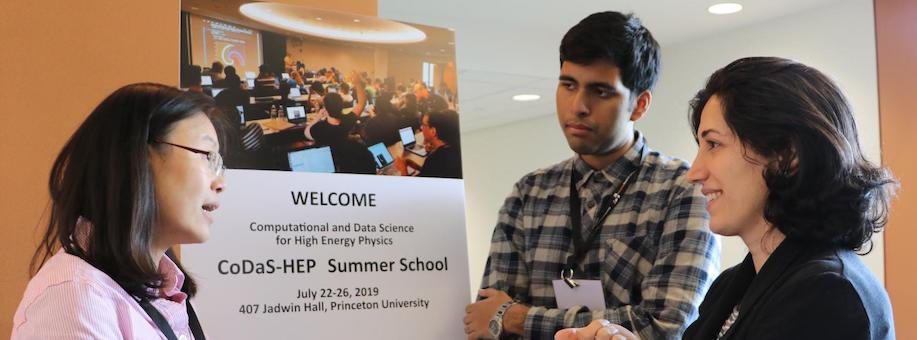 WELCOME
Computational and Data Science
for High Energy Physics
CoDaS-HEP Summer School
July 22-26, 2019
407 Jadwin Hall, Princeton University